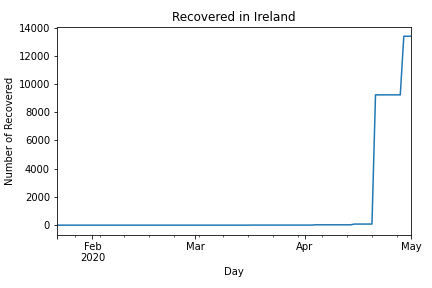 Recovered in Ireland
14000
12000
10000
8000
6000
4000
2000
0
Number of Recovered
Feb
2020
Mar
Apr
May
Day